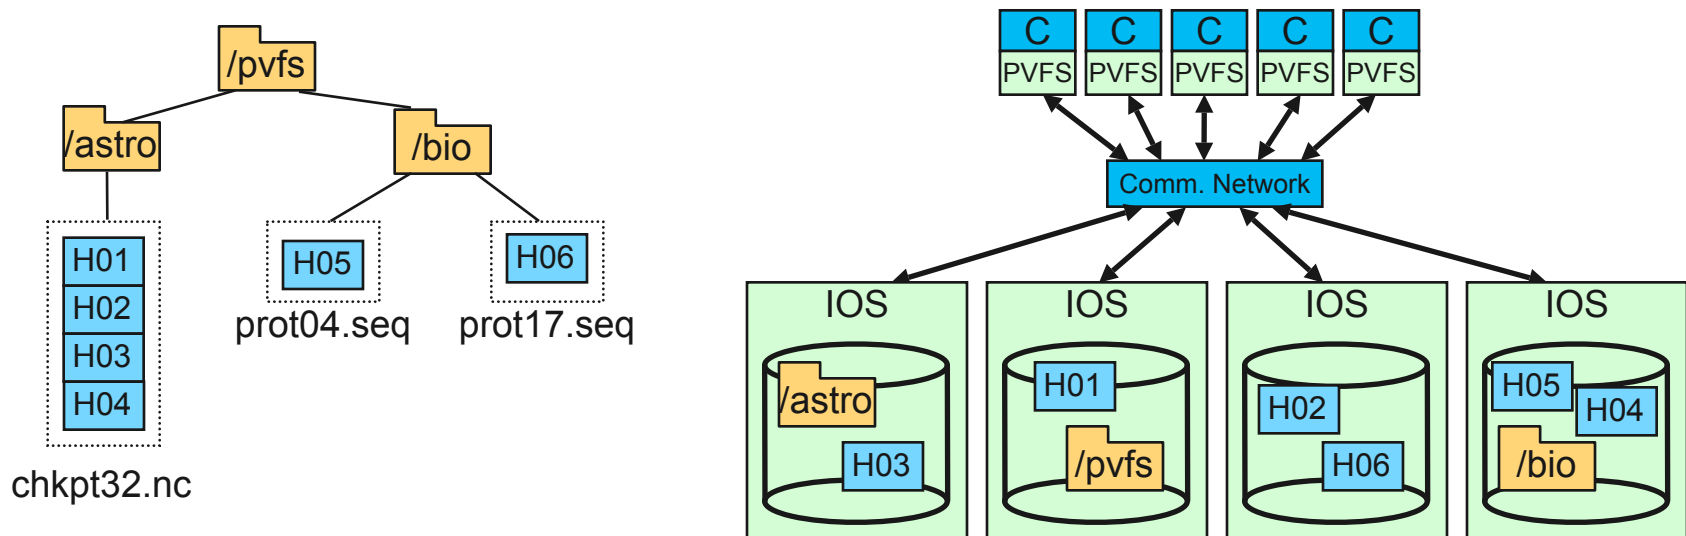 /pvfs
/astro
/bio
H01
H02
H03
H04
chkpt32.nc
H05
prot04.seq
H06
prot17.seq
C C C C C
PVFS PVFS PVFS PVFS PVFS
Comm. Network
IOS IOS IOS IOS
/astro
H03
H01
/pvfs
H02
H06
H05
H04
/bio